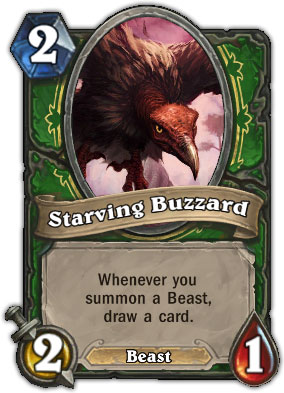 2
Starving Buzzard
Whenever you
summon a Beast,
draw a card.
2
Beast
1